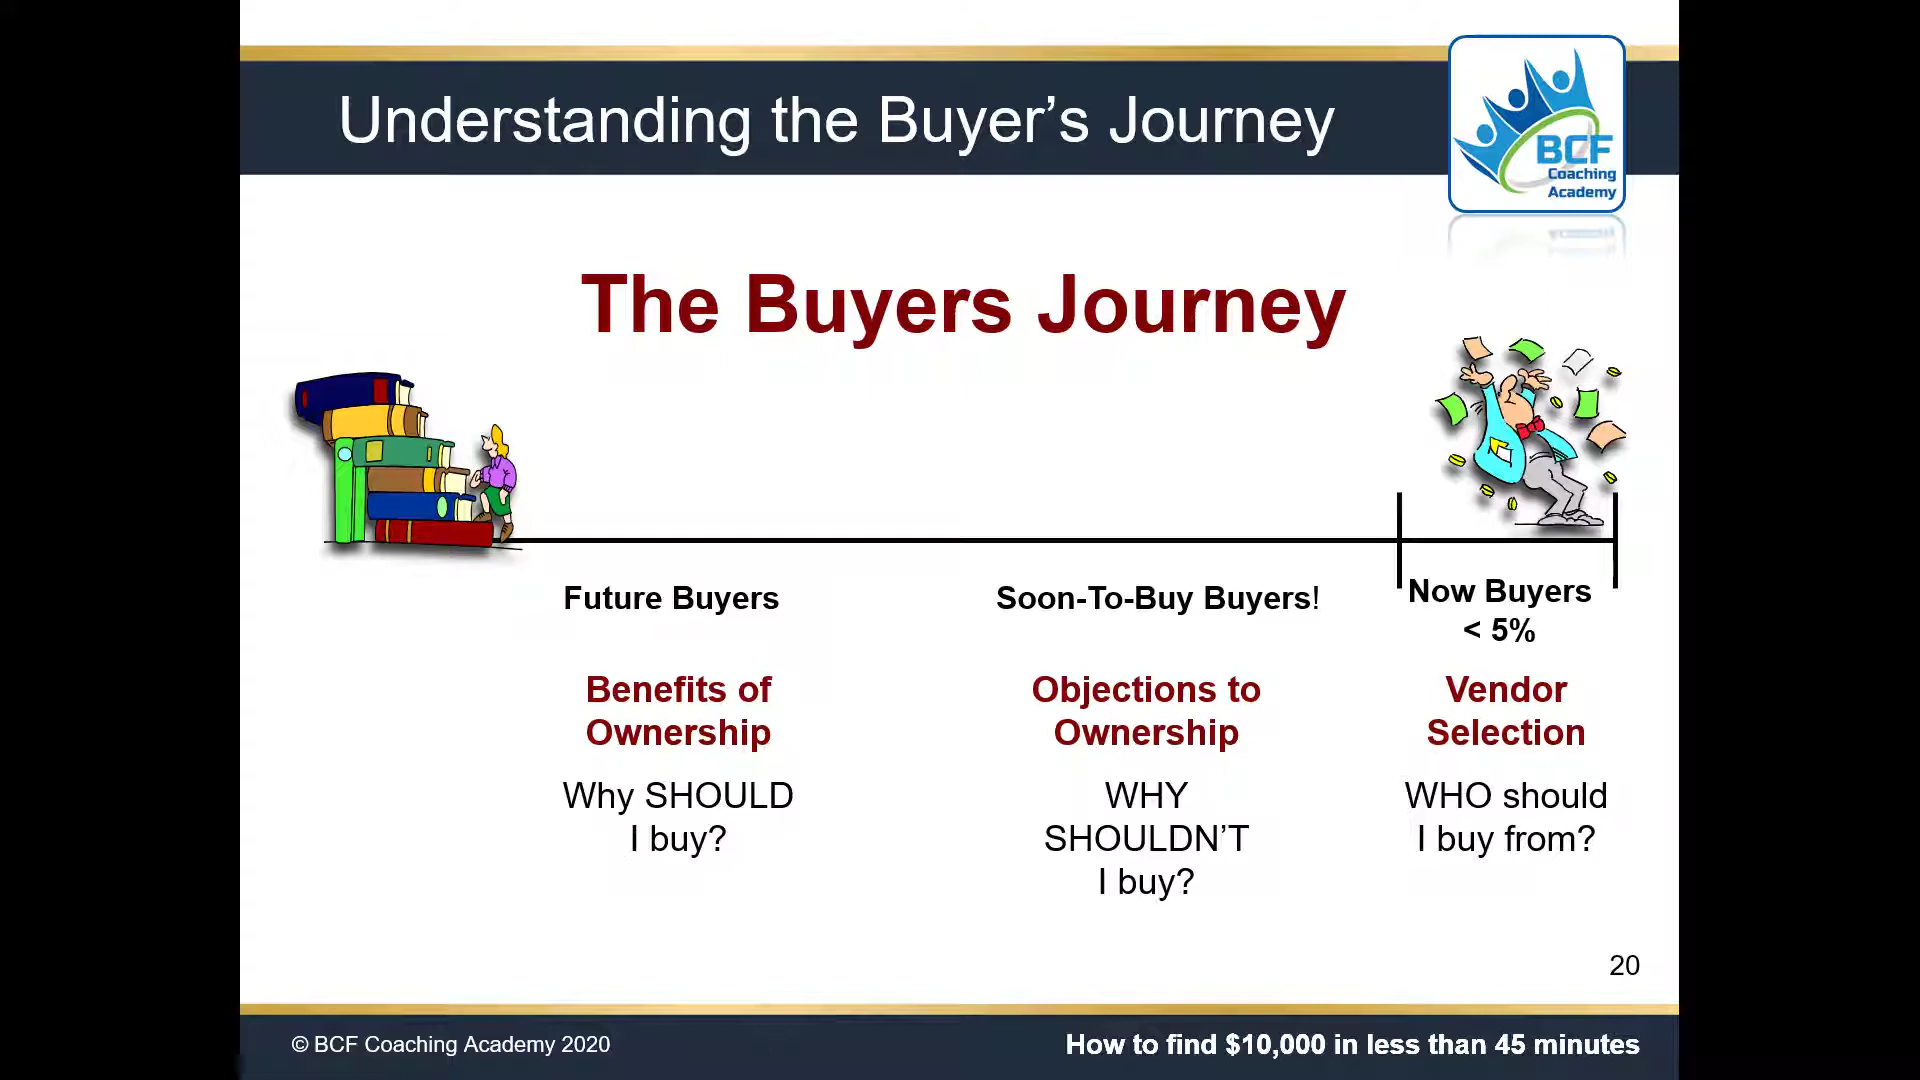 Understanding the Buyer’s Journey
BCF
Coaching
Academy
The Buyers Journey
Future Buyers
Soon-To-Buy Buyers!
Now Buyers
< 5%
Benefits of
Ownership
Objections to
Ownership
Vendor
Selection
Why SHOULD
I buy?
WHY
SHOULDN’T
I buy?
WHO should
I buy from?
20
© BCF Coaching Academy 2020
How to find $10,000 in less than 45 minutes